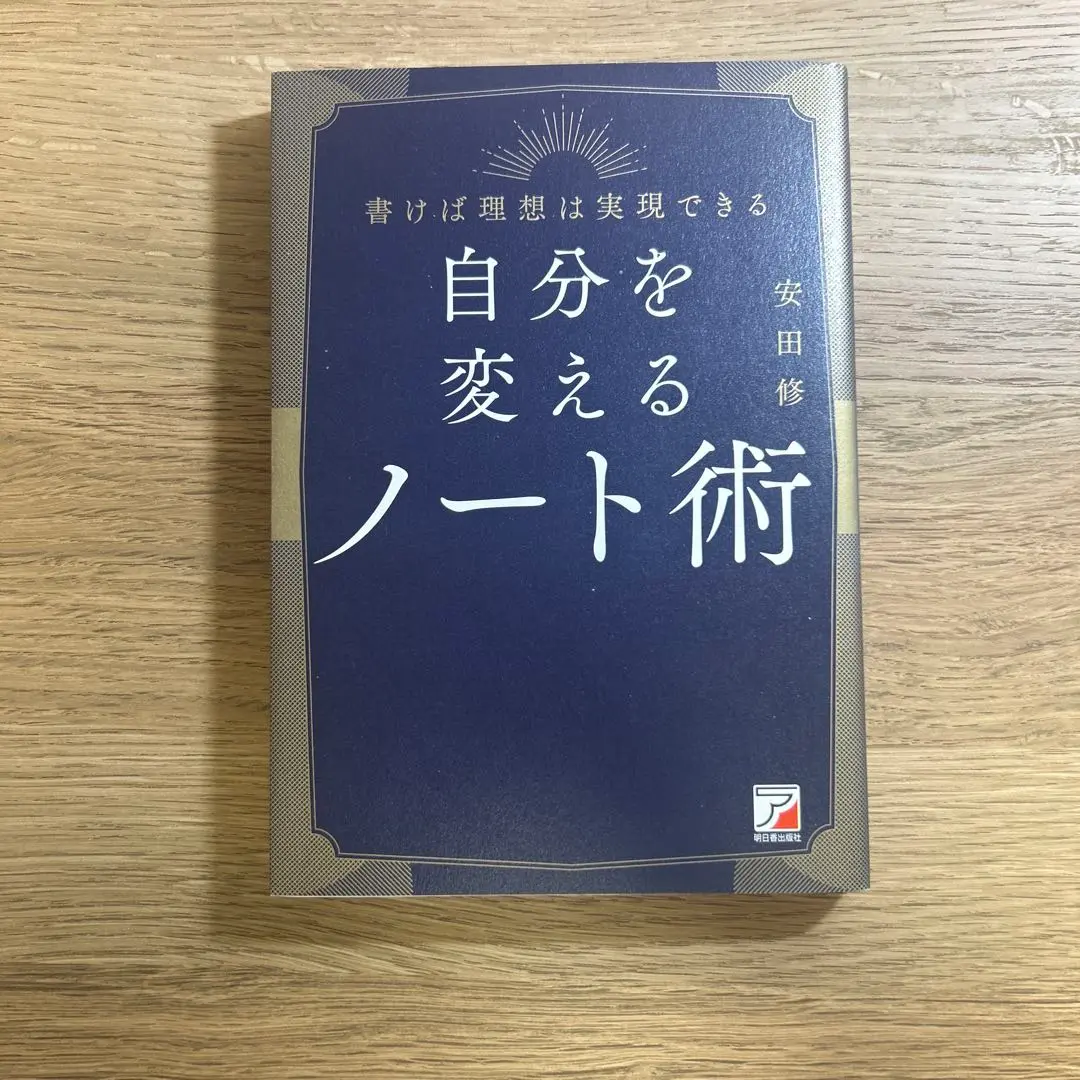 書けば理想は実現できる
自分を
変える
ノート術
安田修
ア
明日香出版社